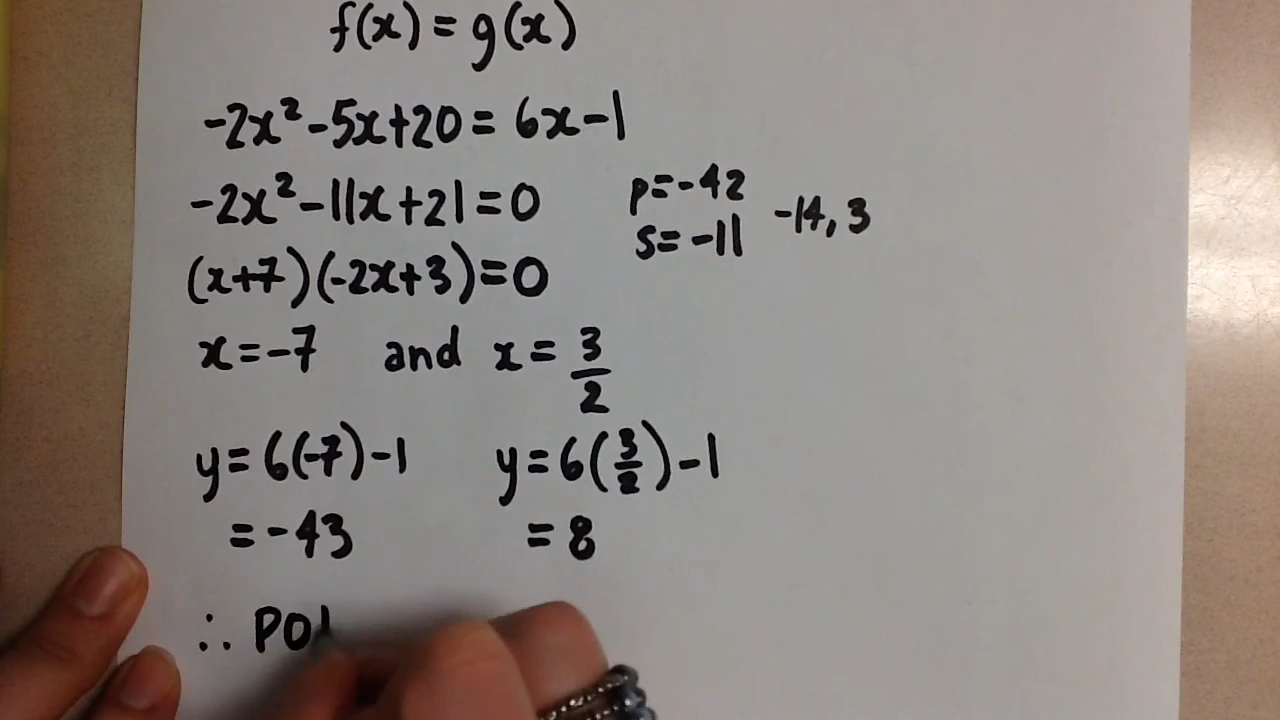 f(x) = g(x)
-2x² - 5x + 20 = 6x - 1
-2x² - 11x + 21 = 0
p = -42
s = -11
-14, 3
(x+7)(-2x+3) = 0
x = -7 and x = 3/2
y = 6(-7) - 1
y = 6(3/2) - 1
= -43
= 8
∴ POI